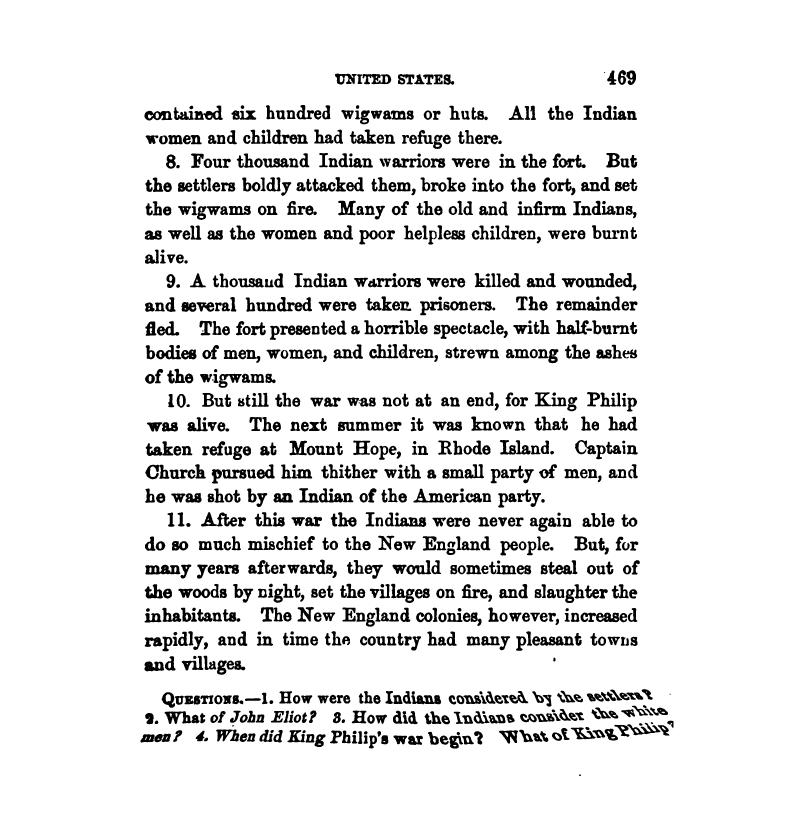 UNITED STATES. 469
contained six hundred wigwams or huts. All the Indian
women and children had taken refuge there.
8. Four thousand Indian warriors were in the fort. But
the settlers boldly attacked them, broke into the fort, and set
the wigwams on fire. Many of the old and infirm Indians,
as well as the women and poor helpless children, were burnt
alive.
9. A thousand Indian warriors were killed and wounded,
and several hundred were taken prisoners. The remainder
fled. The fort presented a horrible spectacle, with half-burnt
bodies of men, women, and children, strewn among the ashes
of the wigwams.
10. But still the war was not at an end, for King Philip
was alive. The next summer it was known that he had
taken refuge at Mount Hope, in Rhode Island. Captain
Church pursued him thither with a small party of men, and
he was shot by an Indian of the American party.
11. After this war the Indians were never again able to
do so much mischief to the New England people. But, for
many years afterwards, they would sometimes steal out of
the woods by night, set the villages on fire, and slaughter the
inhabitants. The New England colonies, however, increased
rapidly, and in time the country had many pleasant towns
and villages.
QUESTIONS.—1. How were the Indians considered by the settlers?
2. What of John Eliot? 3. How did the Indians consider the white
men? 4. When did King Philip's war begin? What of King Philip?